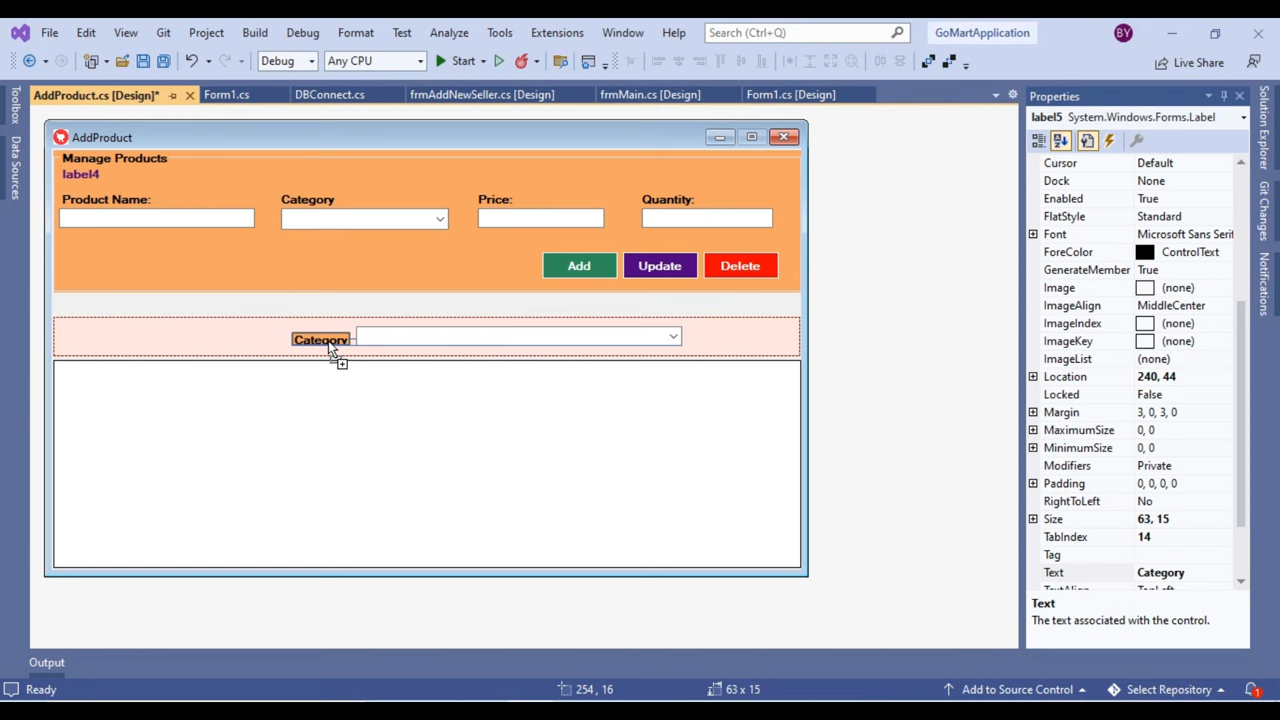 File Edit View Git Project Build Debug Format Test Analyze Tools Extensions Window Help Search (Ctrl+Q) GoMartApplication BY
Debug Any CPU Start Live Share
AddProduct.cs [Design]* Form1.cs DBConnect.cs frmAddNewSeller.cs [Design] frmMain.cs [Design] Form1.cs [Design] Properties
Toolbox
Data Sources
AddProduct
Manage Products
label4
Product Name: Category Price: Quantity:
Add Update Delete
Category
label5 System.Windows.Forms.Label
Cursor Default
Dock None
Enabled True
FlatStyle Standard
Font Microsoft Sans Serif
ForeColor ControlText
GenerateMember True
Image (none)
ImageAlign MiddleCenter
ImageIndex (none)
ImageKey (none)
ImageList (none)
Location 240, 44
Locked False
Margin 3, 0, 3, 0
MaximumSize 0, 0
MinimumSize 0, 0
Modifiers Private
Padding 0, 0, 0, 0
RightToLeft No
Size 63, 15
TabIndex 14
Tag
Text Category
Text
The text associated with the control.
Solution Explorer
Git Changes
Notifications
Output
Ready 254 , 16 63 x 15 Add to Source Control Select Repository 1